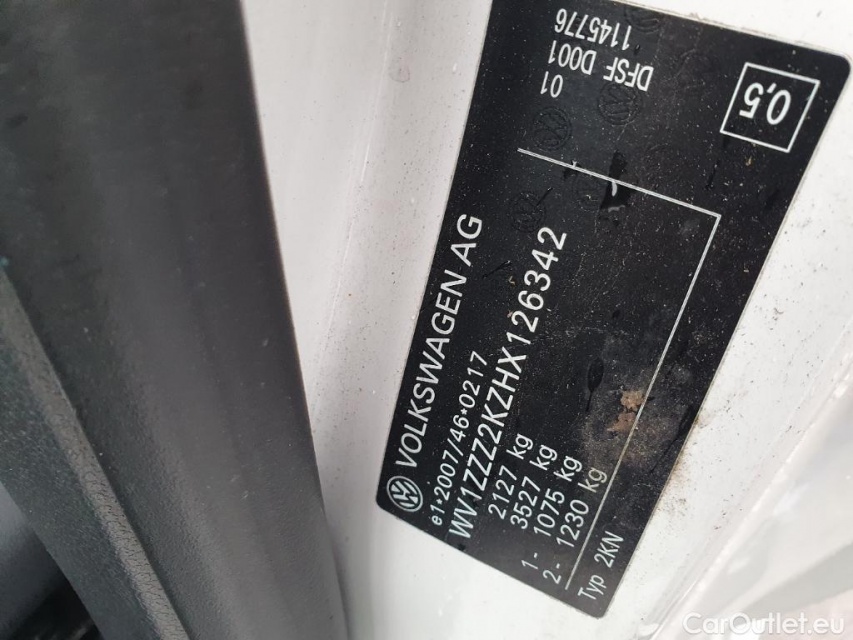 VOLKSWAGEN AG
e1*2007/46*0217
WV1ZZZ2KZHX126342
2127 kg
3527 kg
1- 1075 kg
2- 1230 kg
Typ 2KN
01
DFSF D001
1145776
0,5
CarOutlet.eu